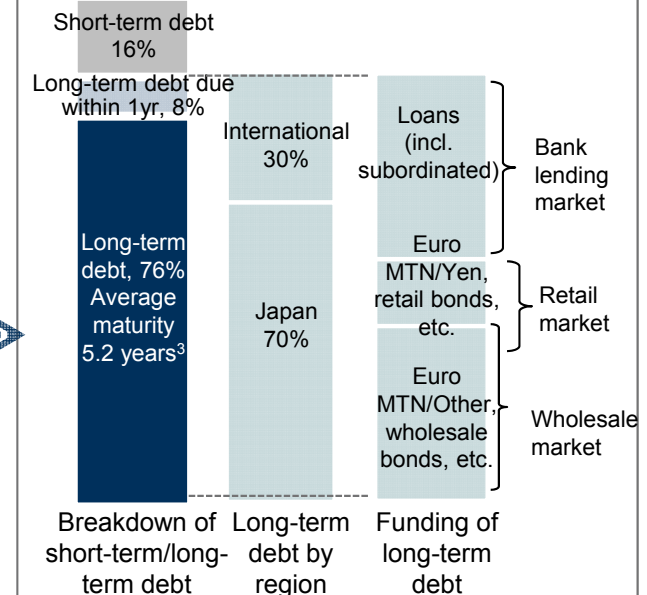 Short-term debt
16%
Long-term debt due
within 1yr, 8%
Long-term
debt, 76%
Average
maturity
5.2 years³
International
30%
Japan
70%
Loans
(incl.
subordinated)
Euro
MTN/Yen,
retail bonds,
etc.
Euro
MTN/Other,
wholesale
bonds, etc.
Bank
lending
market
Retail
market
Wholesale
market
Breakdown of
short-term/long-
term debt
Long-term
debt by
region
Funding of
long-term
debt